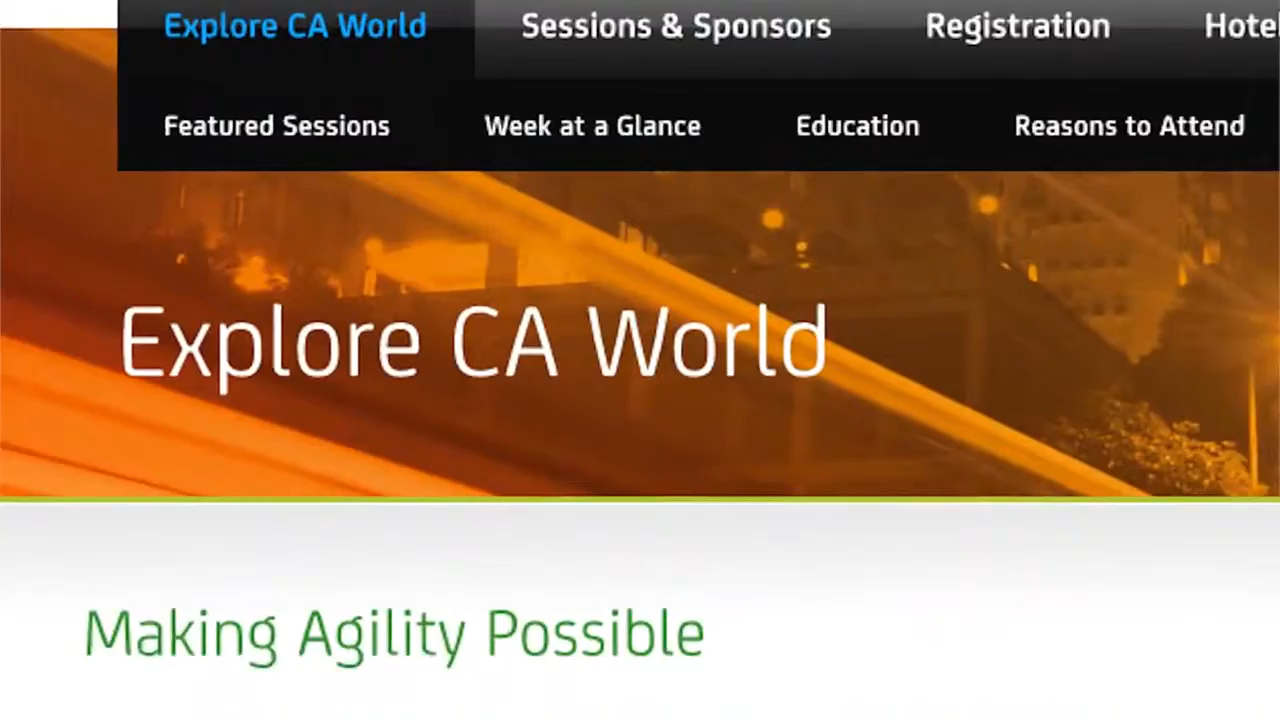 Explore CA World Sessions & Sponsors Registration
Featured Sessions Week at a Glance Education Reasons to Attend
Explore CA World
Making Agility Possible